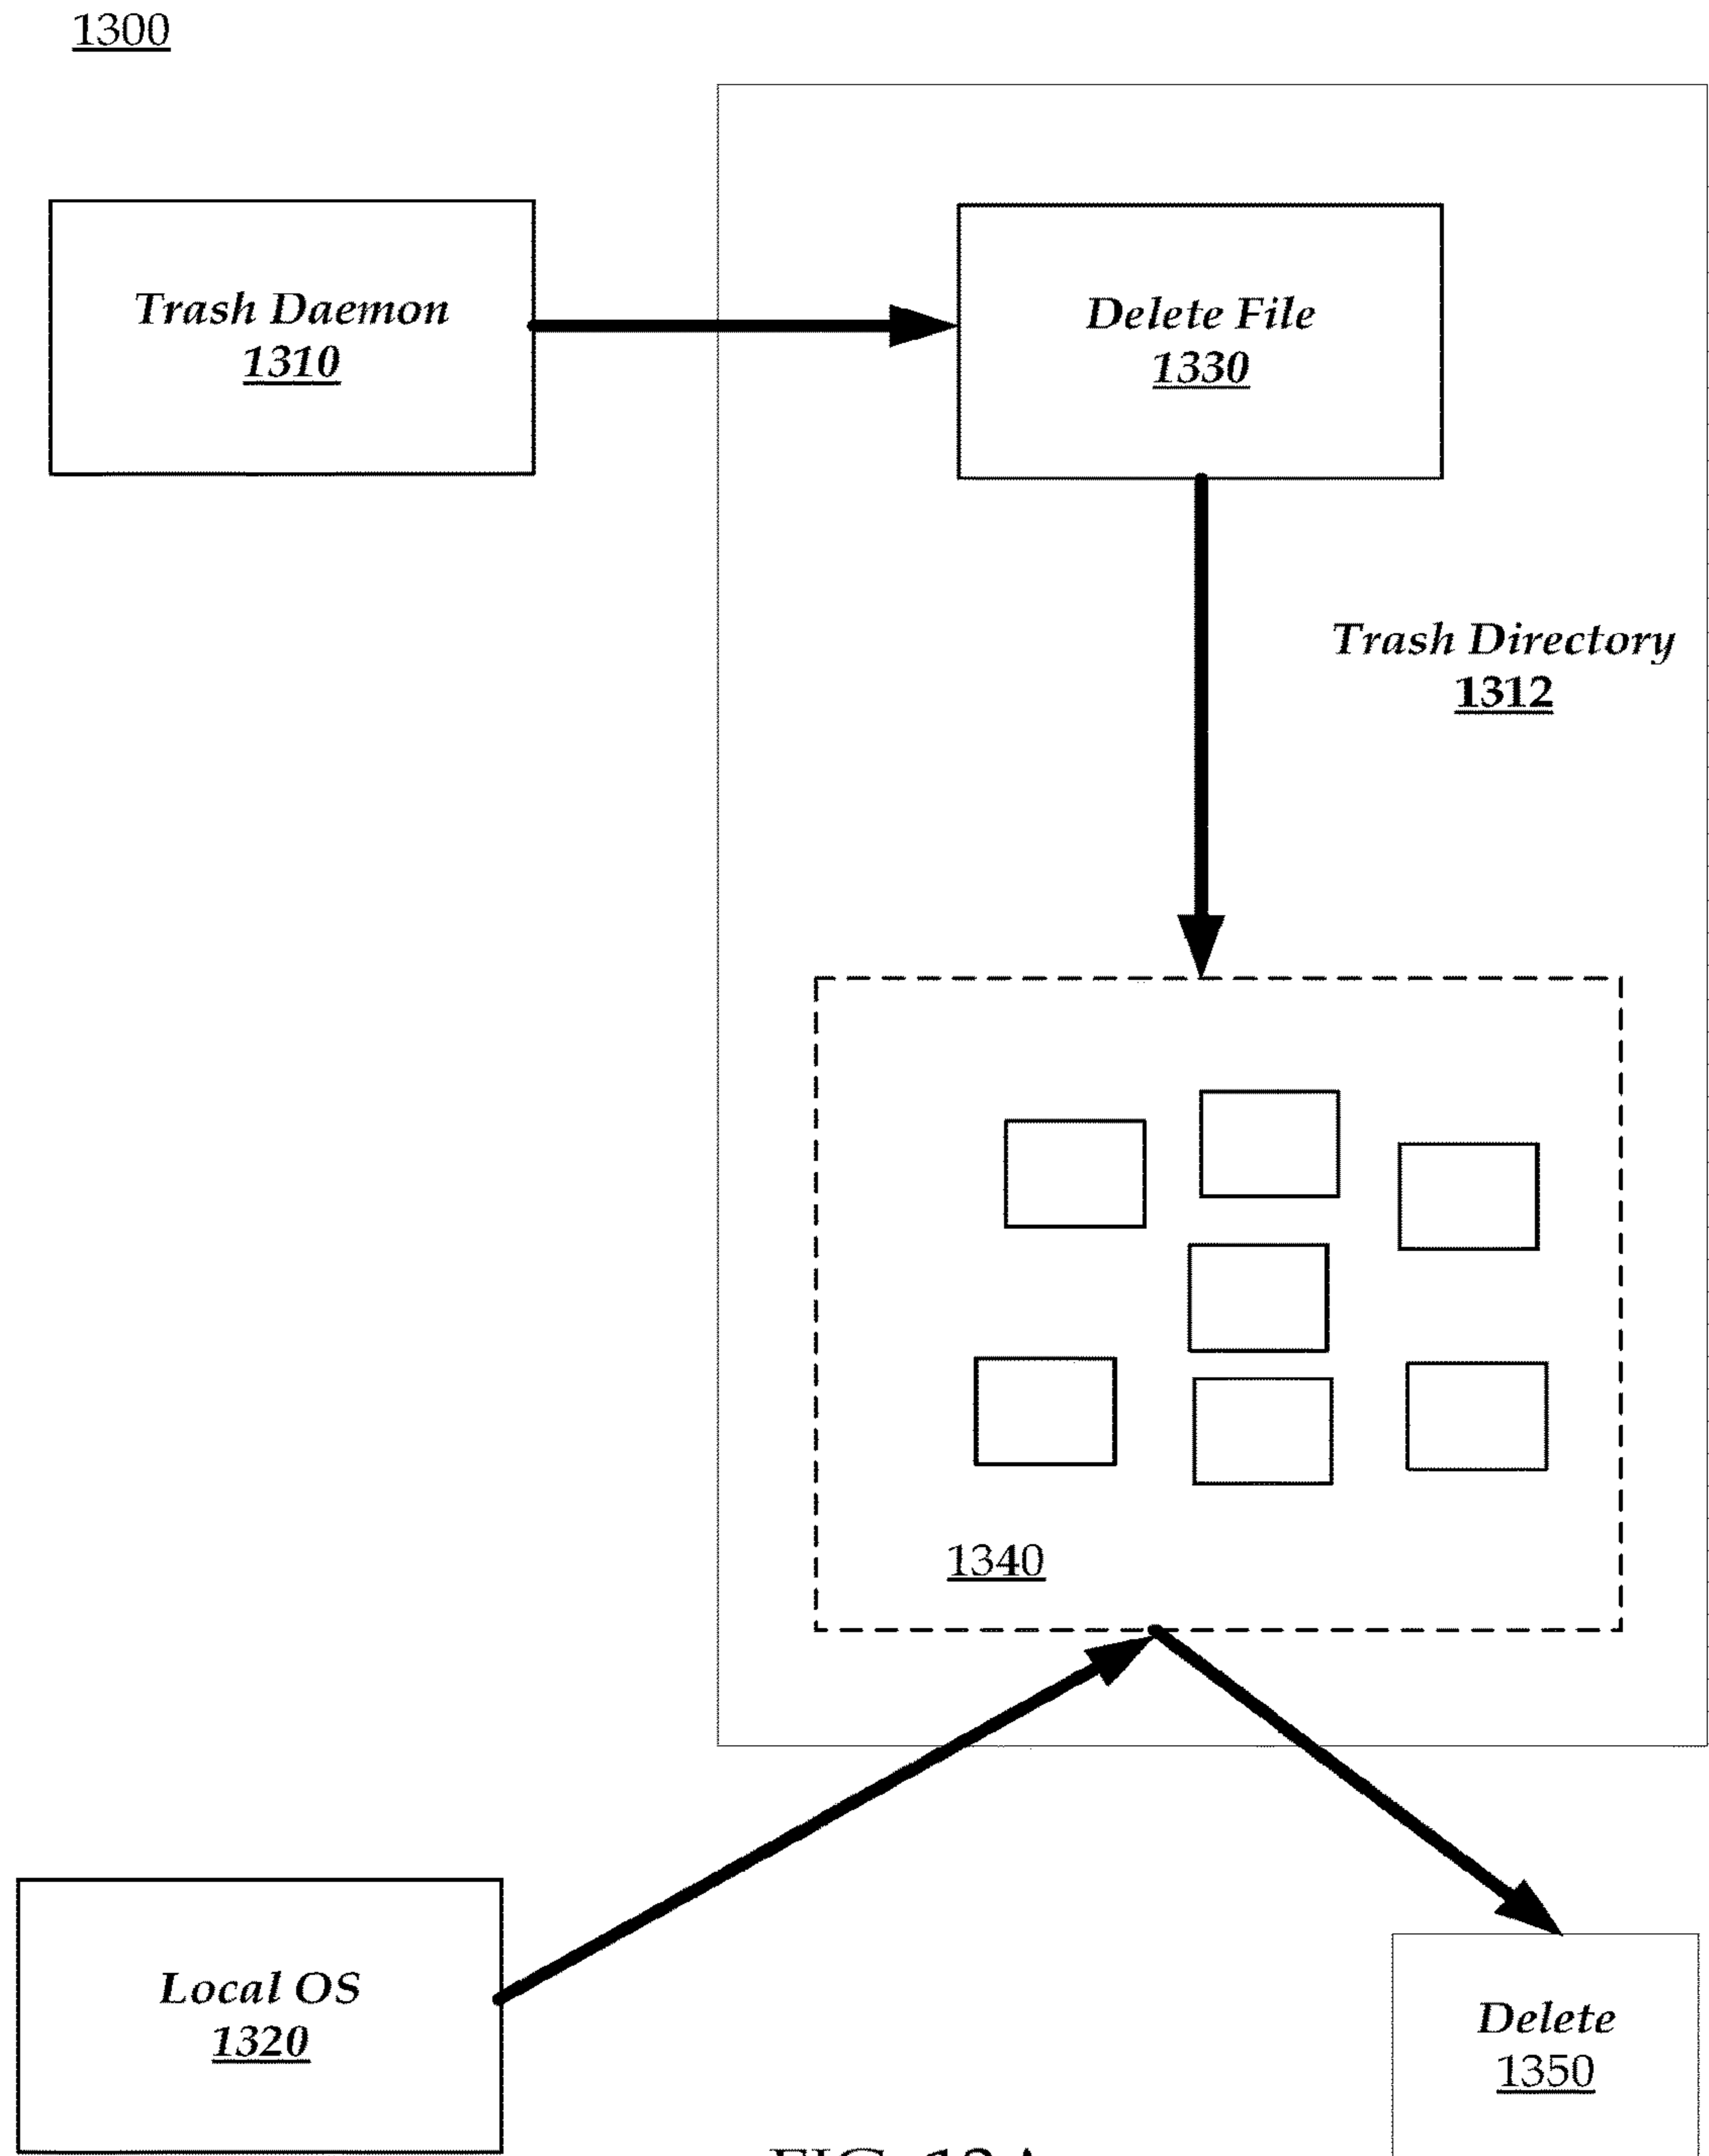 1300
Trash Daemon
1310
Delete File
1330
Trash Directory
1312
1340
Local OS
1320
Delete
1350